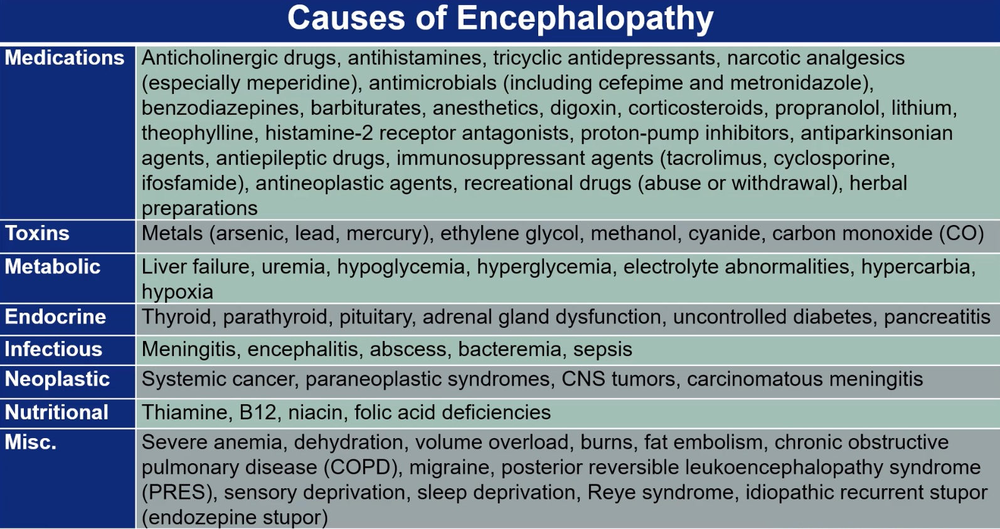 Causes of Encephalopathy
Medications
Anticholinergic drugs, antihistamines, tricyclic antidepressants, narcotic analgesics
(especially meperidine), antimicrobials (including cefepime and metronidazole),
benzodiazepines, barbiturates, anesthetics, digoxin, corticosteroids, propranolol, lithium,
theophylline, histamine-2 receptor antagonists, proton-pump inhibitors, antiparkinsonian
agents, antiepileptic drugs, immunosuppressant agents (tacrolimus, cyclosporine,
ifosfamide), antineoplastic agents, recreational drugs (abuse or withdrawal), herbal
preparations
Toxins
Metals (arsenic, lead, mercury), ethylene glycol, methanol, cyanide, carbon monoxide (CO)
Metabolic
Liver failure, uremia, hypoglycemia, hyperglycemia, electrolyte abnormalities, hypercarbia,
hypoxia
Endocrine
Thyroid, parathyroid, pituitary, adrenal gland dysfunction, uncontrolled diabetes, pancreatitis
Infectious
Meningitis, encephalitis, abscess, bacteremia, sepsis
Neoplastic
Systemic cancer, paraneoplastic syndromes, CNS tumors, carcinomatous meningitis
Nutritional
Thiamine, B12, niacin, folic acid deficiencies
Misc.
Severe anemia, dehydration, volume overload, burns, fat embolism, chronic obstructive
pulmonary disease (COPD), migraine, posterior reversible leukoencephalopathy syndrome
(PRES), sensory deprivation, sleep deprivation, Reye syndrome, idiopathic recurrent stupor
(endozepine stupor)